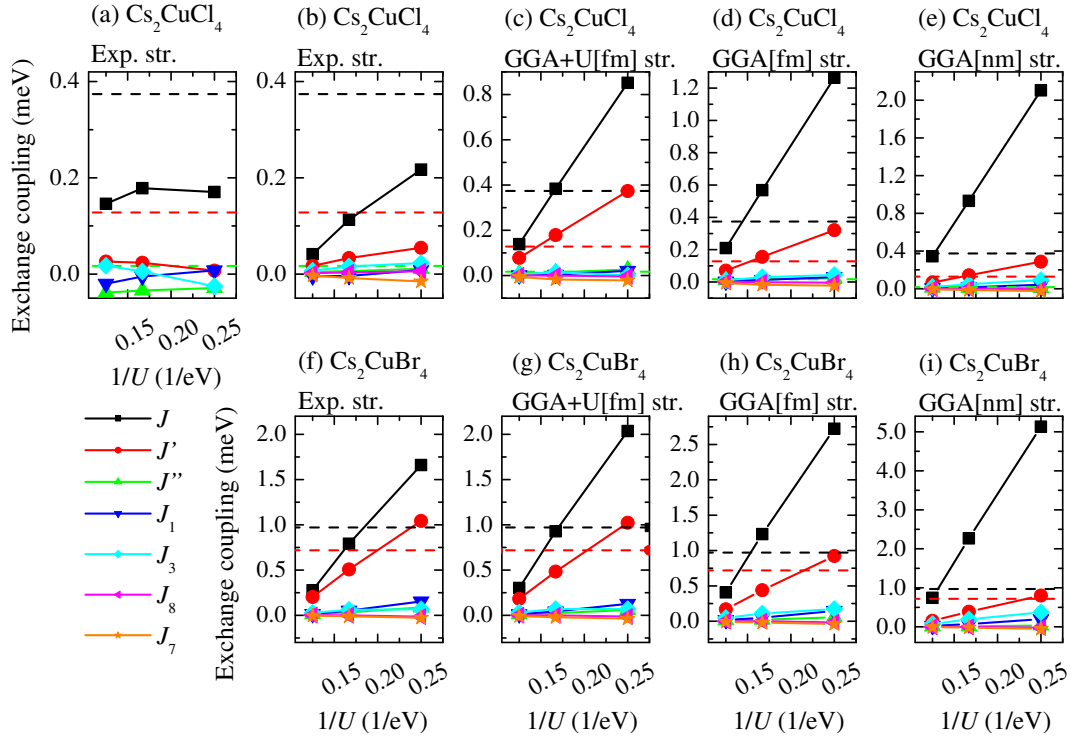 (a) Cs2CuCl4
(b) Cs2CuCl4
(c) Cs2CuCl4
(d) Cs2CuCl4
(e) Cs2CuCl4
Exp. str.
Exp. str.
GGA+U[fm] str.
GGA[fm] str.
GGA[nm] str.
Exchange coupling (meV)
0.4
0.2
0.0
0.4
0.2
0.0
0.8
0.6
0.4
0.2
0.0
1.2
1.0
0.8
0.6
0.4
0.2
0.0
2.0
1.5
1.0
0.5
0.0
0.15
0.20
0.25
1/U (1/eV)
(f) Cs2CuBr4
(g) Cs2CuBr4
(h) Cs2CuBr4
(i) Cs2CuBr4
Exp. str.
GGA+U[fm] str.
GGA[fm] str.
GGA[nm] str.
J
J'
J''
J1
J3
J8
J7
Exchange coupling (meV)
2.0
1.5
1.0
0.5
0.0
2.0
1.5
1.0
0.5
0.0
2.5
2.0
1.5
1.0
0.5
0.0
5.0
4.0
3.0
2.0
1.0
0.0
0.15
0.20
0.25
0.15
0.20
0.25
0.15
0.20
0.25
0.15
0.20
0.25
1/U (1/eV)
1/U (1/eV)
1/U (1/eV)
1/U (1/eV)